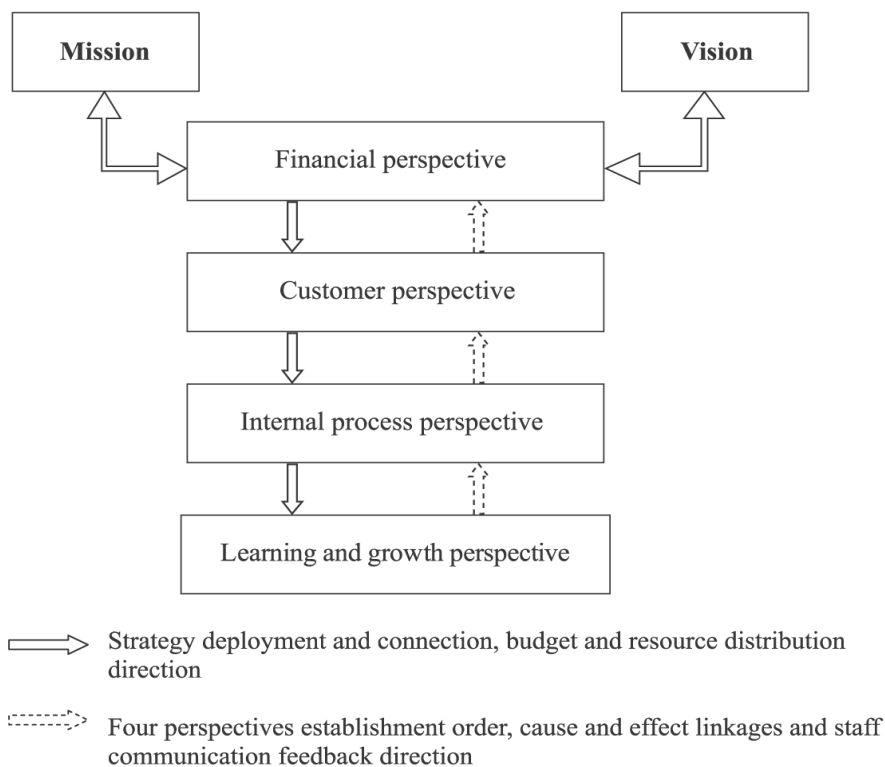 Mission
Vision
Financial perspective
Customer perspective
Internal process perspective
Learning and growth perspective
Strategy deployment and connection, budget and resource distribution
direction
Four perspectives establishment order, cause and effect linkages and staff
communication feedback direction